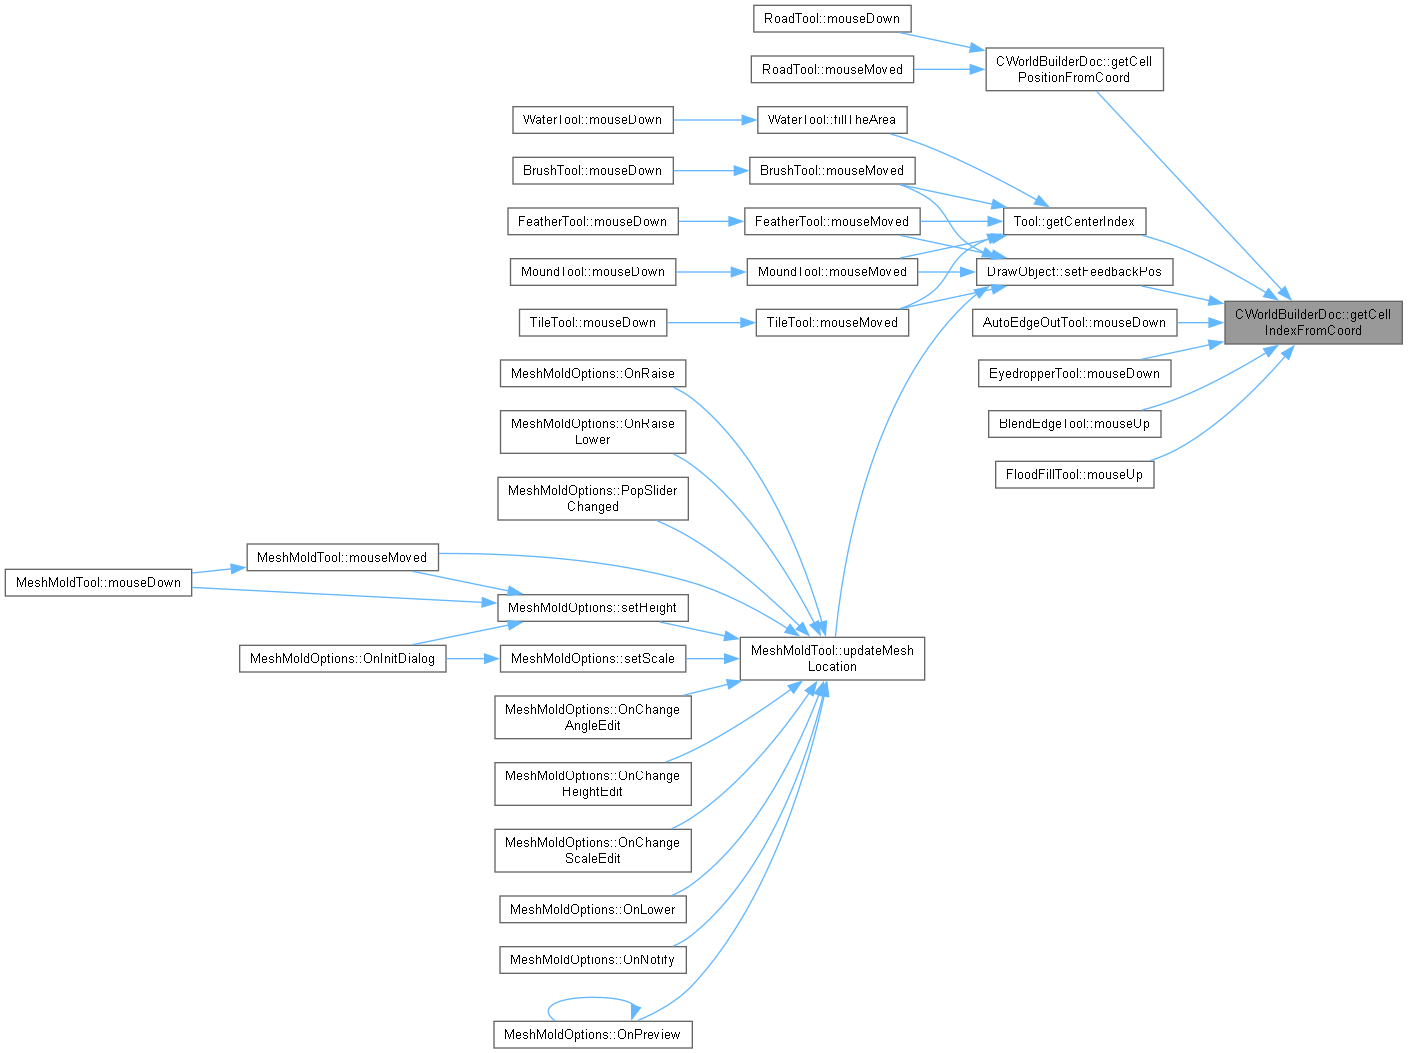 RoadTool::mouseDown
CWorldBuilderDoc::getCell
PositionFromCoord
RoadTool::mouseMoved
WaterTool::mouseDown
WaterTool::fillTheArea
BrushTool::mouseDown
BrushTool::mouseMoved
FeatherTool::mouseDown
FeatherTool::mouseMoved
Tool::getCenterIndex
MoundTool::mouseDown
MoundTool::mouseMoved
DrawObject::setFeedbackPos
TileTool::mouseDown
TileTool::mouseMoved
AutoEdgeOutTool::mouseDown
CWorldBuilderDoc::getCell
IndexFromCoord
MeshMoldOptions::OnRaise
EyedropperTool::mouseDown
MeshMoldOptions::OnRaise
Lower
BlendEdgeTool::mouseUp
FloodFillTool::mouseUp
MeshMoldOptions::PopSlider
Changed
MeshMoldTool::mouseMoved
MeshMoldTool::mouseDown
MeshMoldOptions::setHeight
MeshMoldOptions::OnInitDialog
MeshMoldOptions::setScale
MeshMoldTool::updateMesh
Location
MeshMoldOptions::OnChange
AngleEdit
MeshMoldOptions::OnChange
HeightEdit
MeshMoldOptions::OnChange
ScaleEdit
MeshMoldOptions::OnLower
MeshMoldOptions::OnNotify
MeshMoldOptions::OnPreview